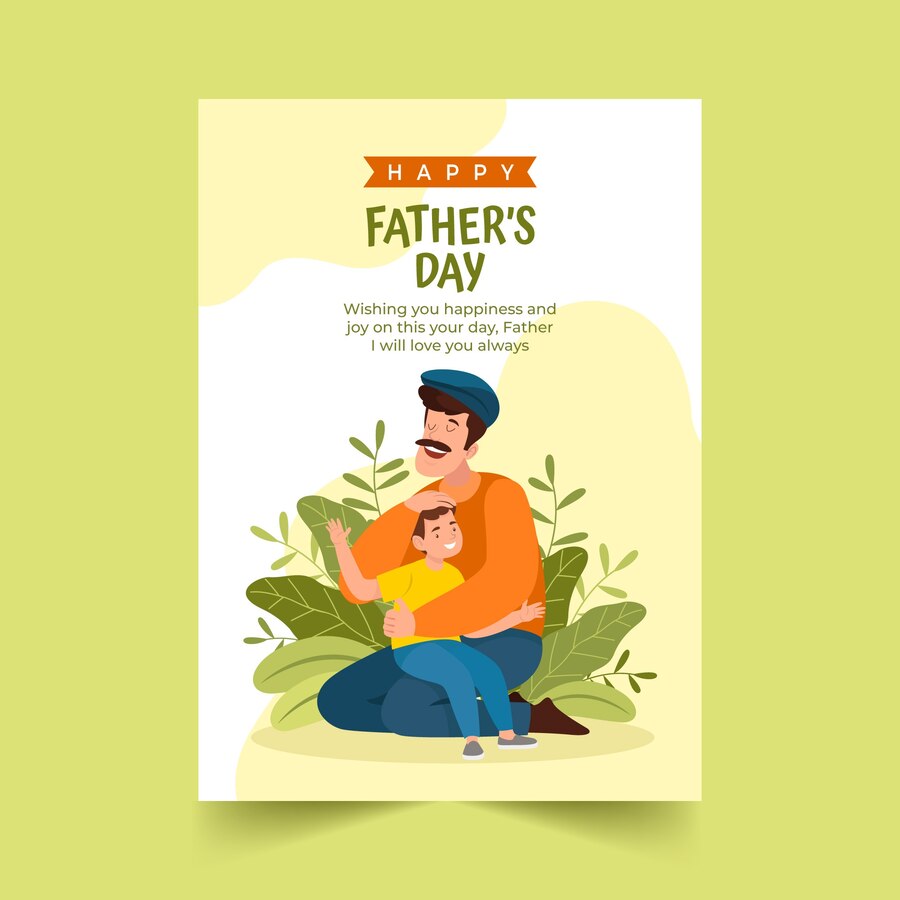 HAPPY
FATHER'S
DAY
Wishing you happiness and
joy on this your day, Father
I will love you always